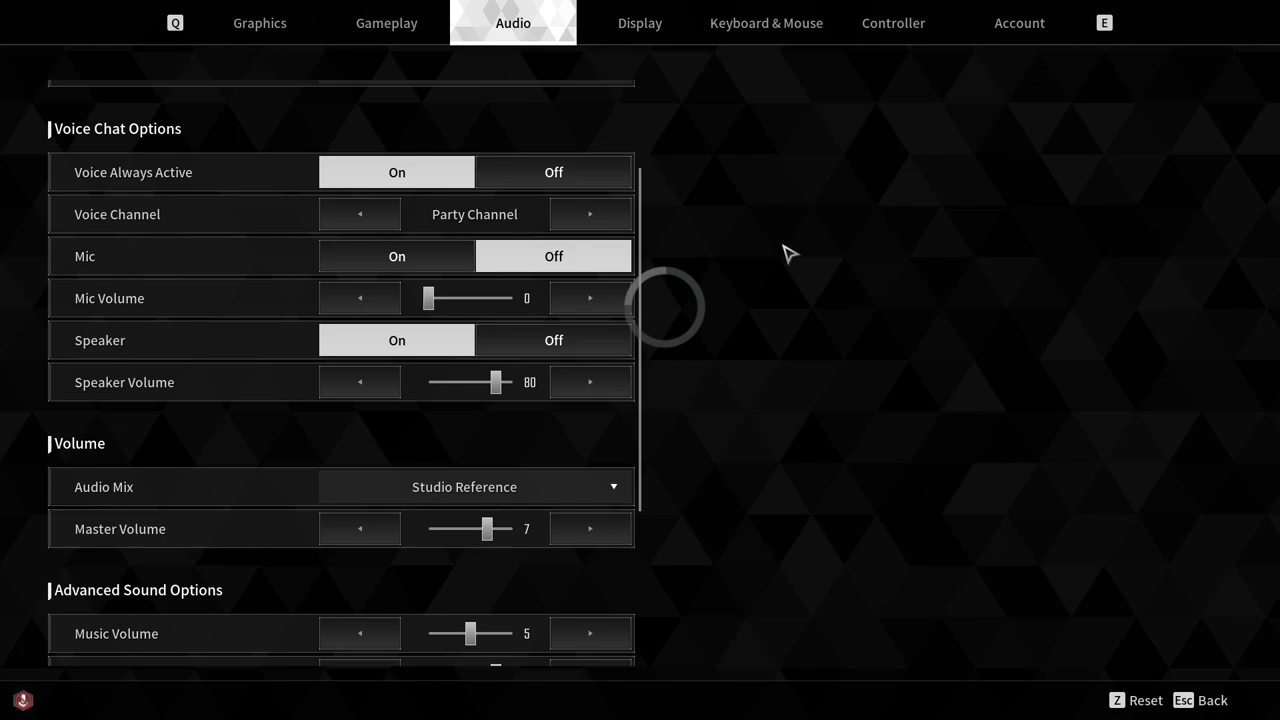 Q Graphics Gameplay Audio Display Keyboard & Mouse Controller Account E
Voice Chat Options
Voice Always Active On Off
Voice Channel Party Channel
Mic On Off
Mic Volume 0
Speaker On Off
Speaker Volume 80
Volume
Audio Mix Studio Reference
Master Volume 7
Advanced Sound Options
Music Volume 5
Z Reset Esc Back